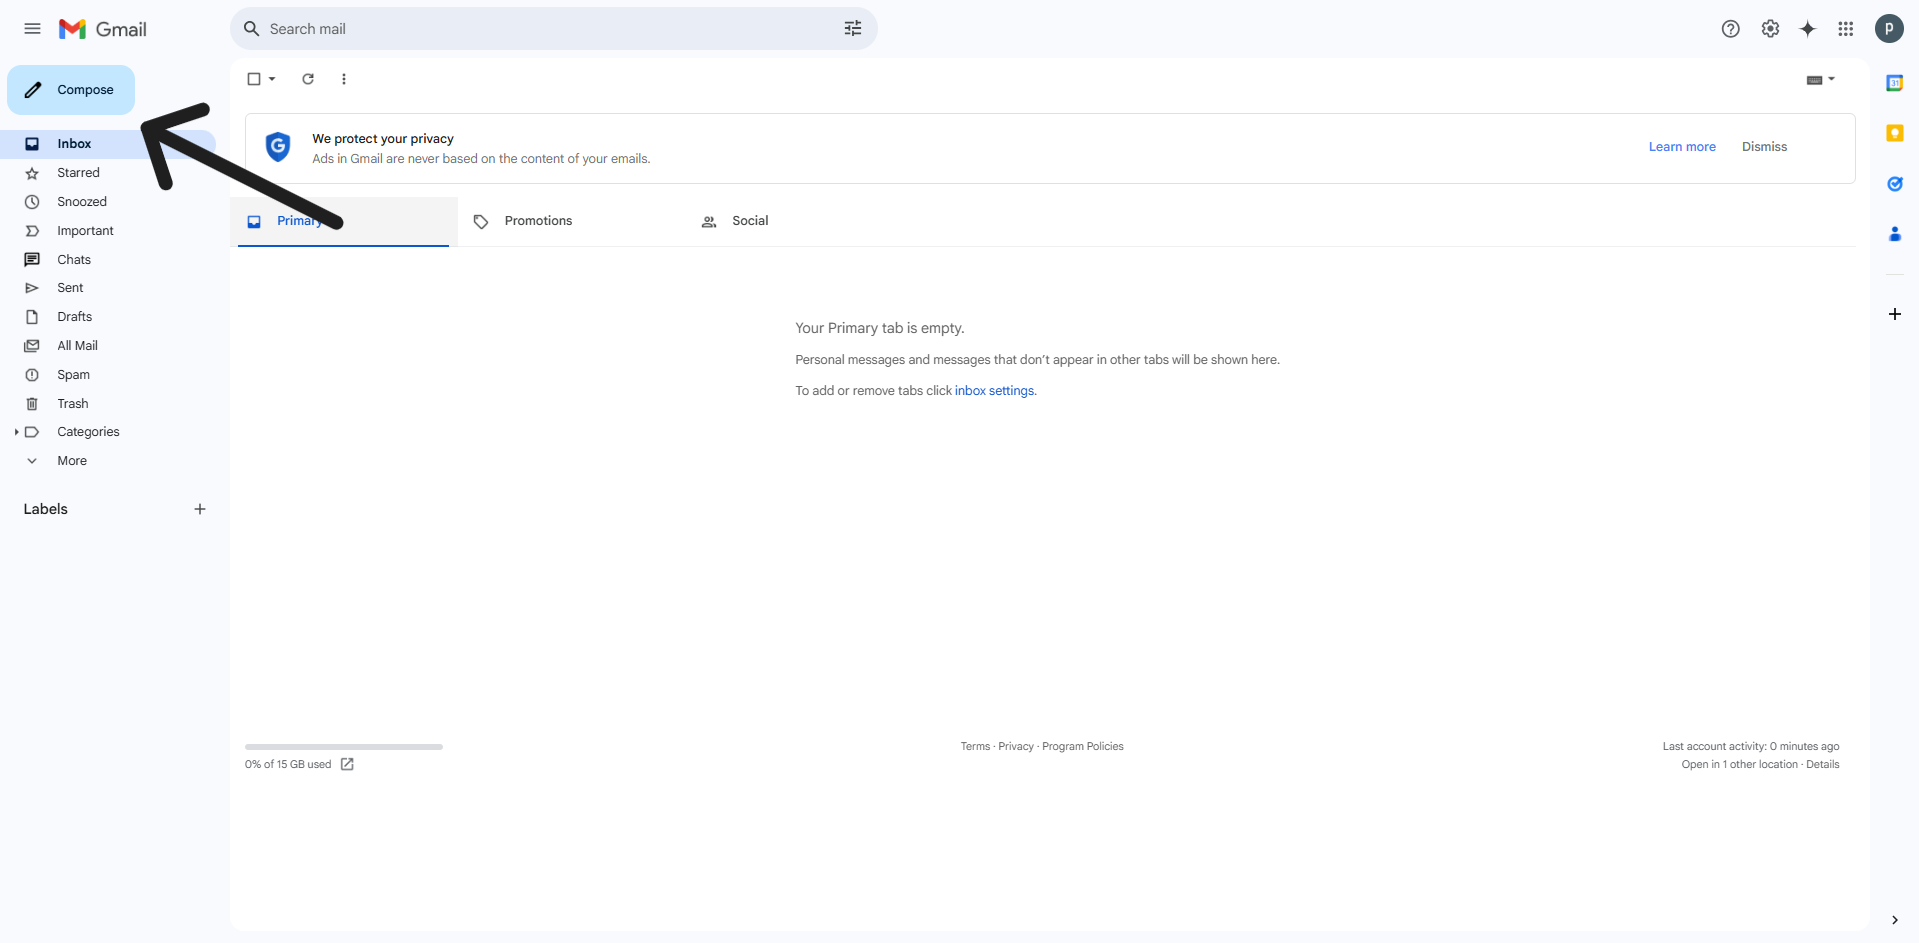 Gmail
Search mail
p
Compose
Inbox
Starred
Snoozed
Important
Chats
Sent
Drafts
All Mail
Spam
Trash
Categories
More
Labels
We protect your privacy
Ads in Gmail are never based on the content of your emails.
Learn more
Dismiss
Primary
Promotions
Social
Your Primary tab is empty.
Personal messages and messages that don’t appear in other tabs will be shown here.
To add or remove tabs click inbox settings.
0% of 15 GB used
Terms · Privacy · Program Policies
Last account activity: 0 minutes ago
Open in 1 other location · Details
31